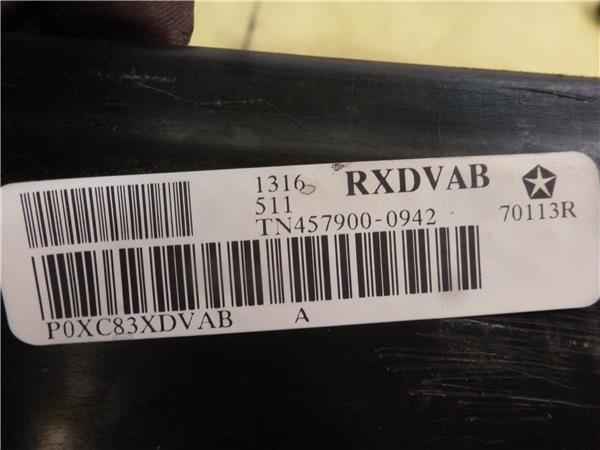 1316 RXDVAB
511
TN457900-0942 70113R
P0XC83XDVAB A